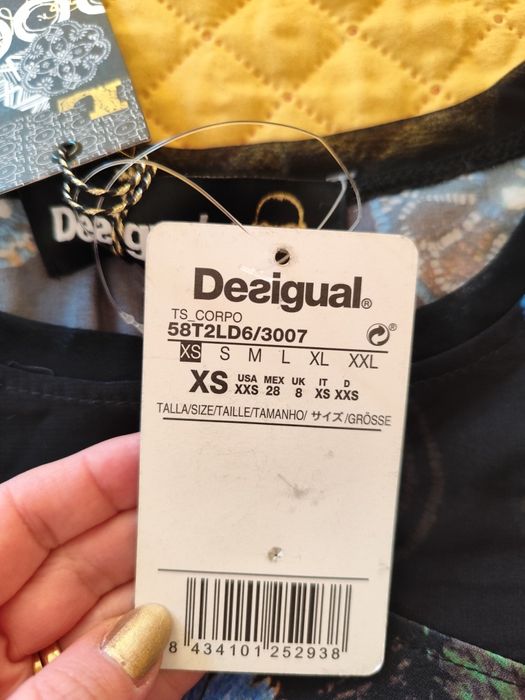 Desigual
Desigual®
TS_CORPO
58T2LD6/3007
XS S M L XL XXL
XS USA XXS MEX 28 UK 8 IT XS D XXS
TALLA/SIZE/TAILLE/TAMANHO/サイズ/GRÖSSE
8 434101 252938